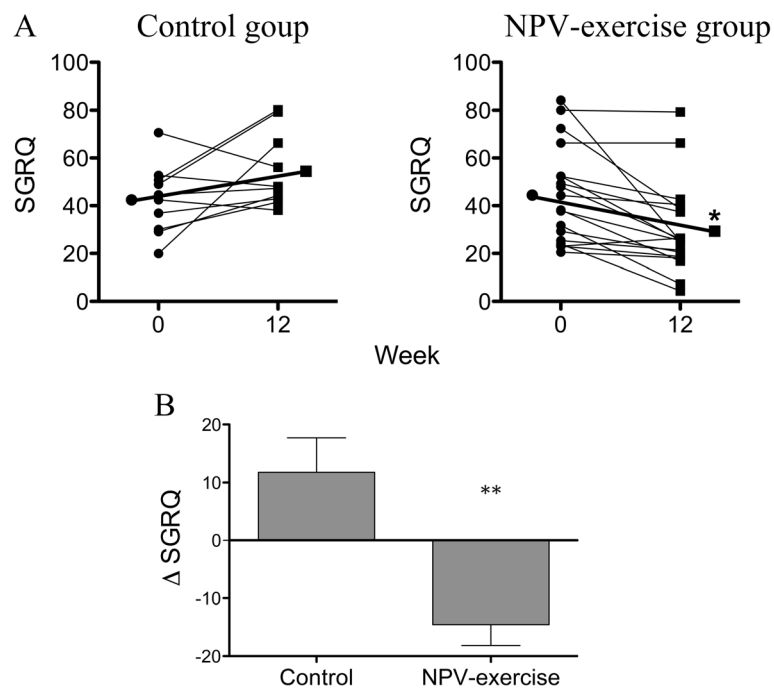 A
Control goup
NPV-exercise group
100
80
60
40
20
0
SGRQ
0 12
100
80
60
40
20
0
SGRQ
*
0 12
Week
B
20
10
0
-10
-20
Δ SGRQ
**
Control NPV-exercise